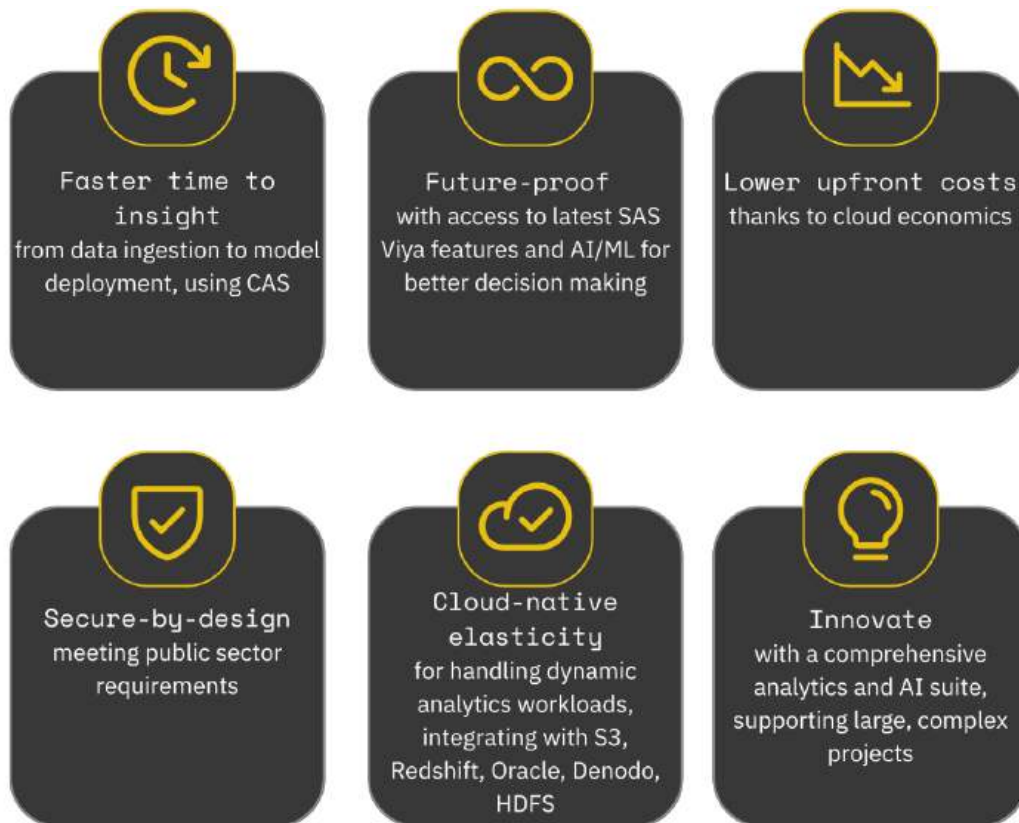 Faster time to
insight
from data ingestion to model
deployment, using CAS
Future-proof
with access to latest SAS
Viya features and AI/ML for
better decision making
Lower upfront costs
thanks to cloud economics
Secure-by-design
meeting public sector
requirements
Cloud-native
elasticity
for handling dynamic
analytics workloads,
integrating with S3,
Redshift, Oracle, Denodo,
HDFS
Innovate
with a comprehensive
analytics and AI suite,
supporting large, complex
projects